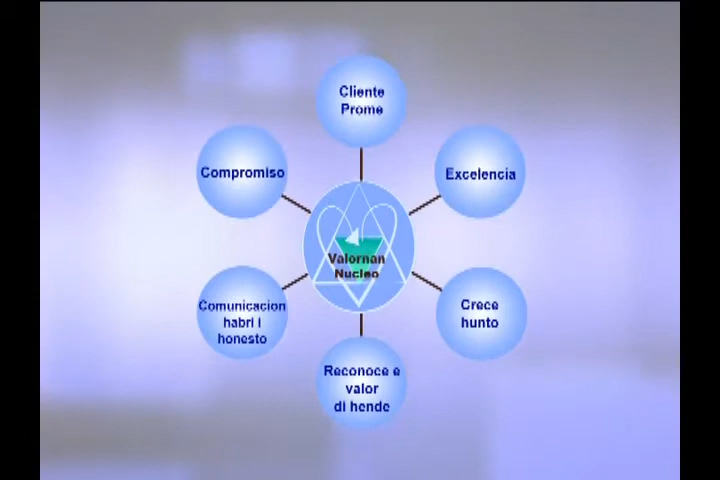 Cliente
Prome
Compromiso
Excelencia
Valornan
Nucleo
Comunicacion
habri i
honesto
Crece
hunto
Reconoce e
valor
di hende